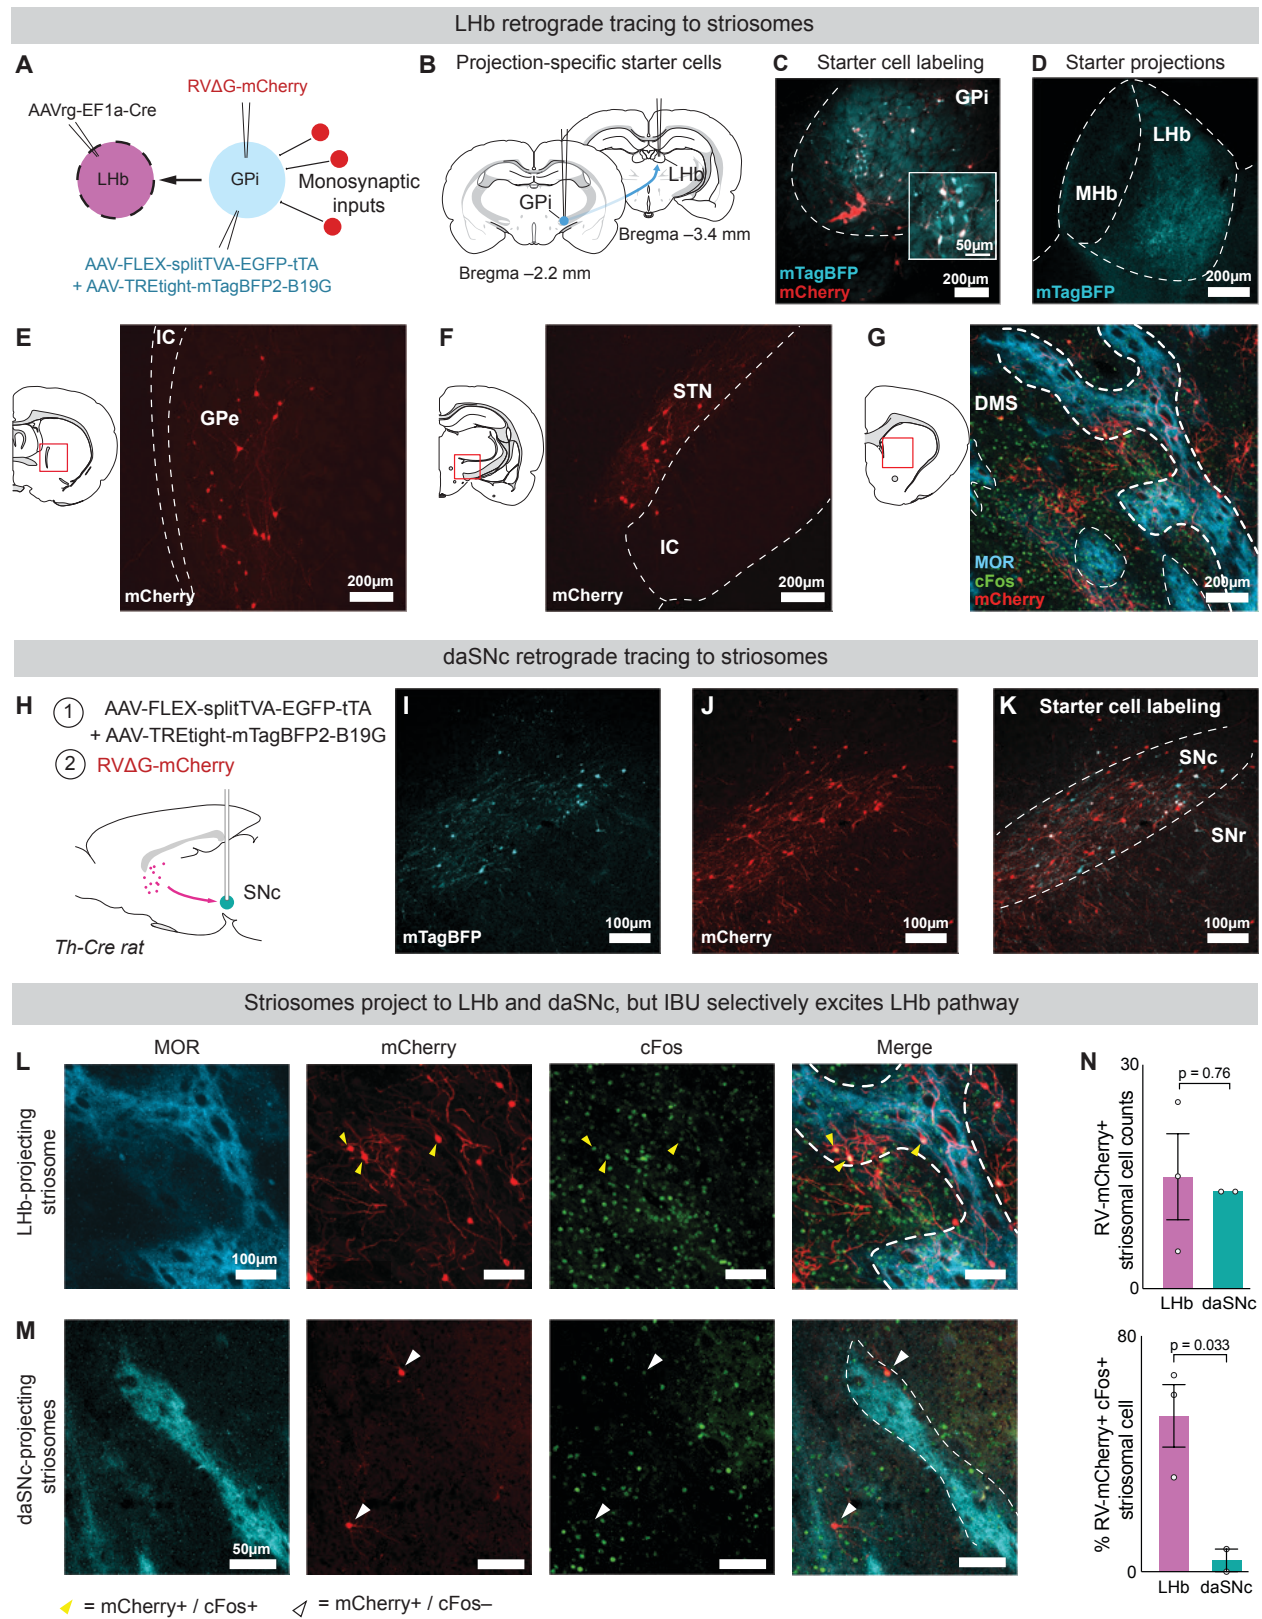 LHb retrograde tracing to striosomes
A
AAVrg-EF1a-Cre
RVΔG-mCherry
LHb
GPi
Monosynaptic
inputs
AAV-FLEX-splitTVA-EGFP-tTA
+ AAV-TREtight-mTagBFP2-B19G
B Projection-specific starter cells
GPi
LHb
Bregma –3.4 mm
Bregma –2.2 mm
C Starter cell labeling
GPi
50µm
mTagBFP
mCherry
200µm
D Starter projections
LHb
MHb
mTagBFP
200µm
E
IC
GPe
mCherry
200µm
F
STN
IC
mCherry
200µm
G
DMS
MOR
cFos
mCherry
200µm
daSNc retrograde tracing to striosomes
H
1 AAV-FLEX-splitTVA-EGFP-tTA
+ AAV-TREtight-mTagBFP2-B19G
2 RVΔG-mCherry
SNc
Th-Cre rat
I
mTagBFP
100µm
J
mCherry
100µm
K Starter cell labeling
SNc
SNr
100µm
Striosomes project to LHb and daSNc, but IBU selectively excites LHb pathway
MOR mCherry cFos Merge
L
LHb-projecting
striosome
100µm
M
daSNc-projecting
striosomes
50µm
= mCherry+ / cFos+
= mCherry+ / cFos–
N
30
p = 0.76
RV-mCherry+
striosomal cell counts
0
LHb daSNc
80
p = 0.033
% RV-mCherry+ cFos+
striosomal cell
0
LHb daSNc